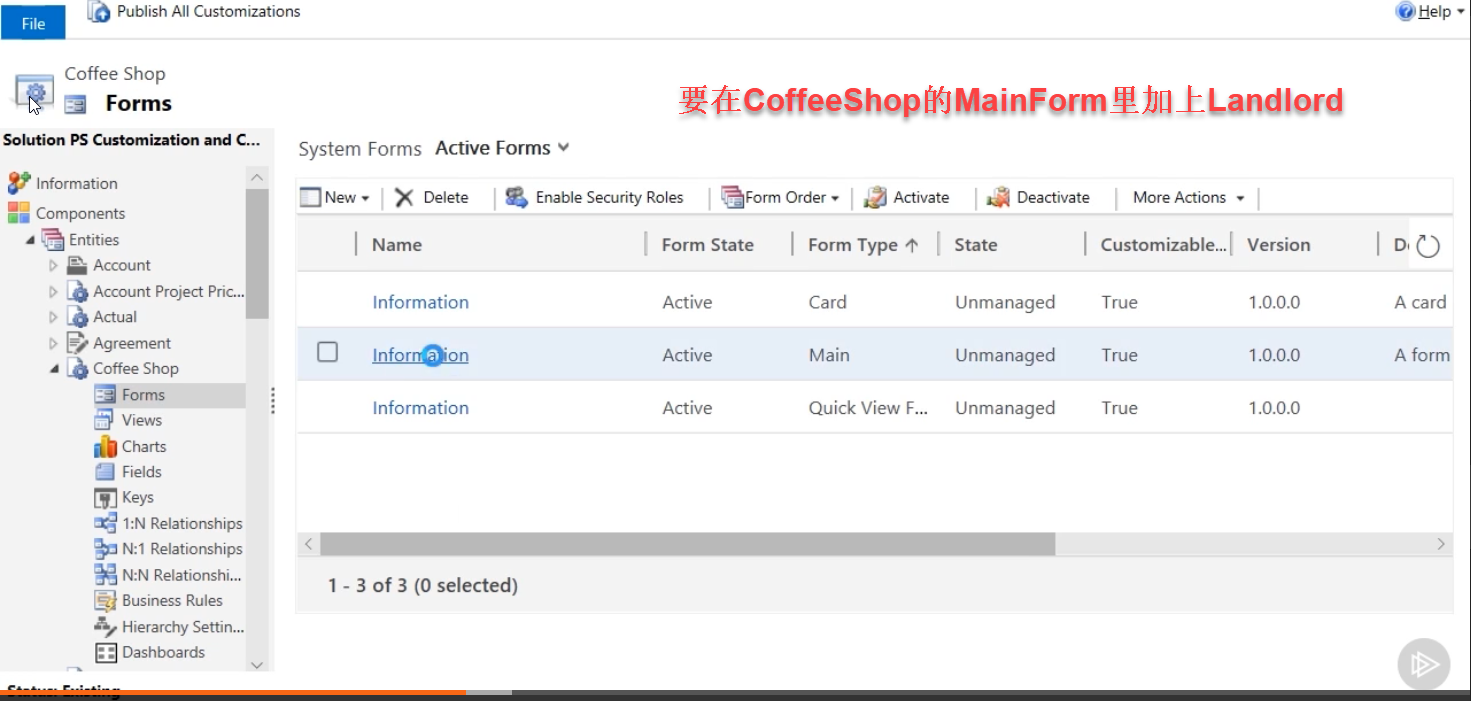 File
Publish All Customizations
Help
Coffee Shop
Forms
要在CoffeeShop的MainForm里加上Landlord
Solution PS Customization and C...
Information
Components
Entities
Account
Account Project Pric...
Actual
Agreement
Coffee Shop
Forms
Views
Charts
Fields
Keys
1:N Relationships
N:1 Relationships
N:N Relationshi...
Business Rules
Hierarchy Settin...
Dashboards
Status: Existing
System Forms Active Forms
New Delete Enable Security Roles Form Order Activate Deactivate More Actions
Name Form State Form Type ↑ State Customizable... Version
Information Active Card Unmanaged True 1.0.0.0 A card
Information Active Main Unmanaged True 1.0.0.0 A form
Information Active Quick View F... Unmanaged True 1.0.0.0
1 - 3 of 3 (0 selected)